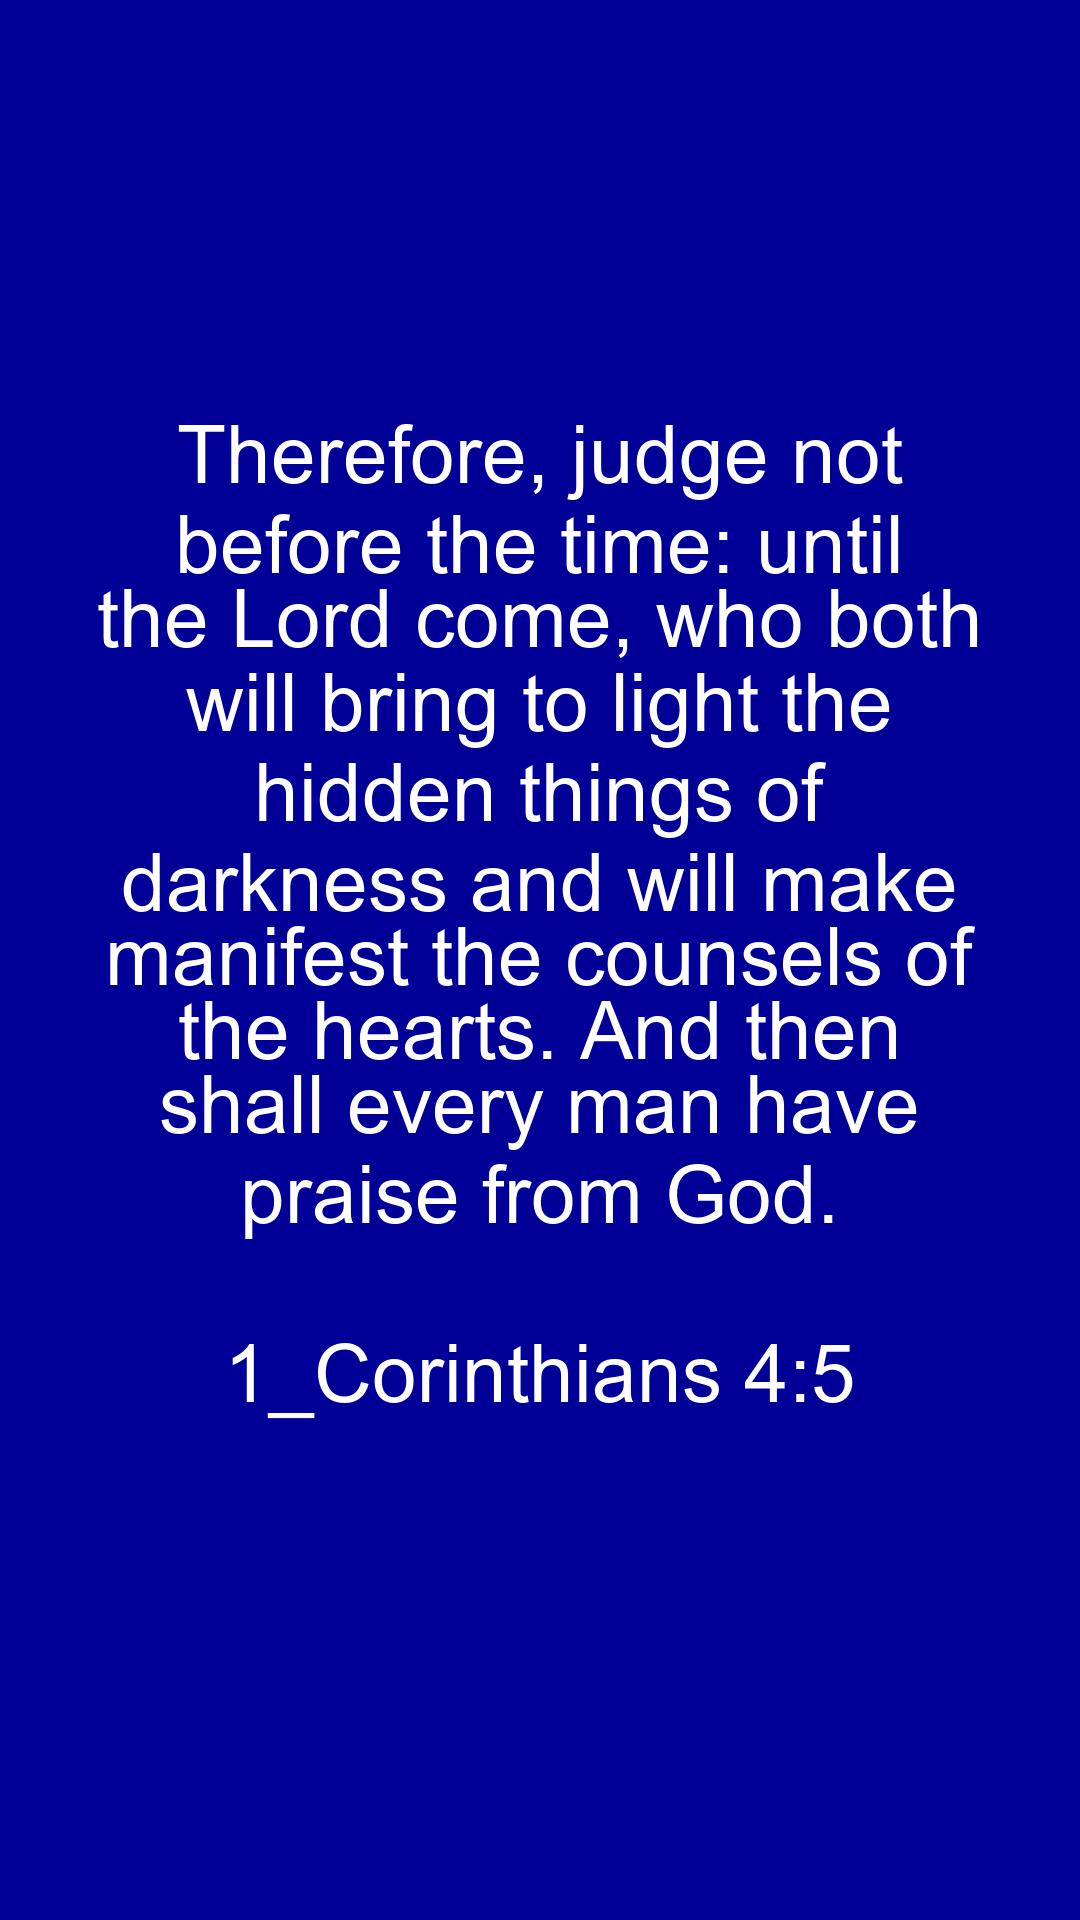 Therefore, judge not
before the time: until
the Lord come, who both
will bring to light the
hidden things of
darkness and will make
manifest the counsels of
the hearts. And then
shall every man have
praise from God.
1_Corinthians 4:5